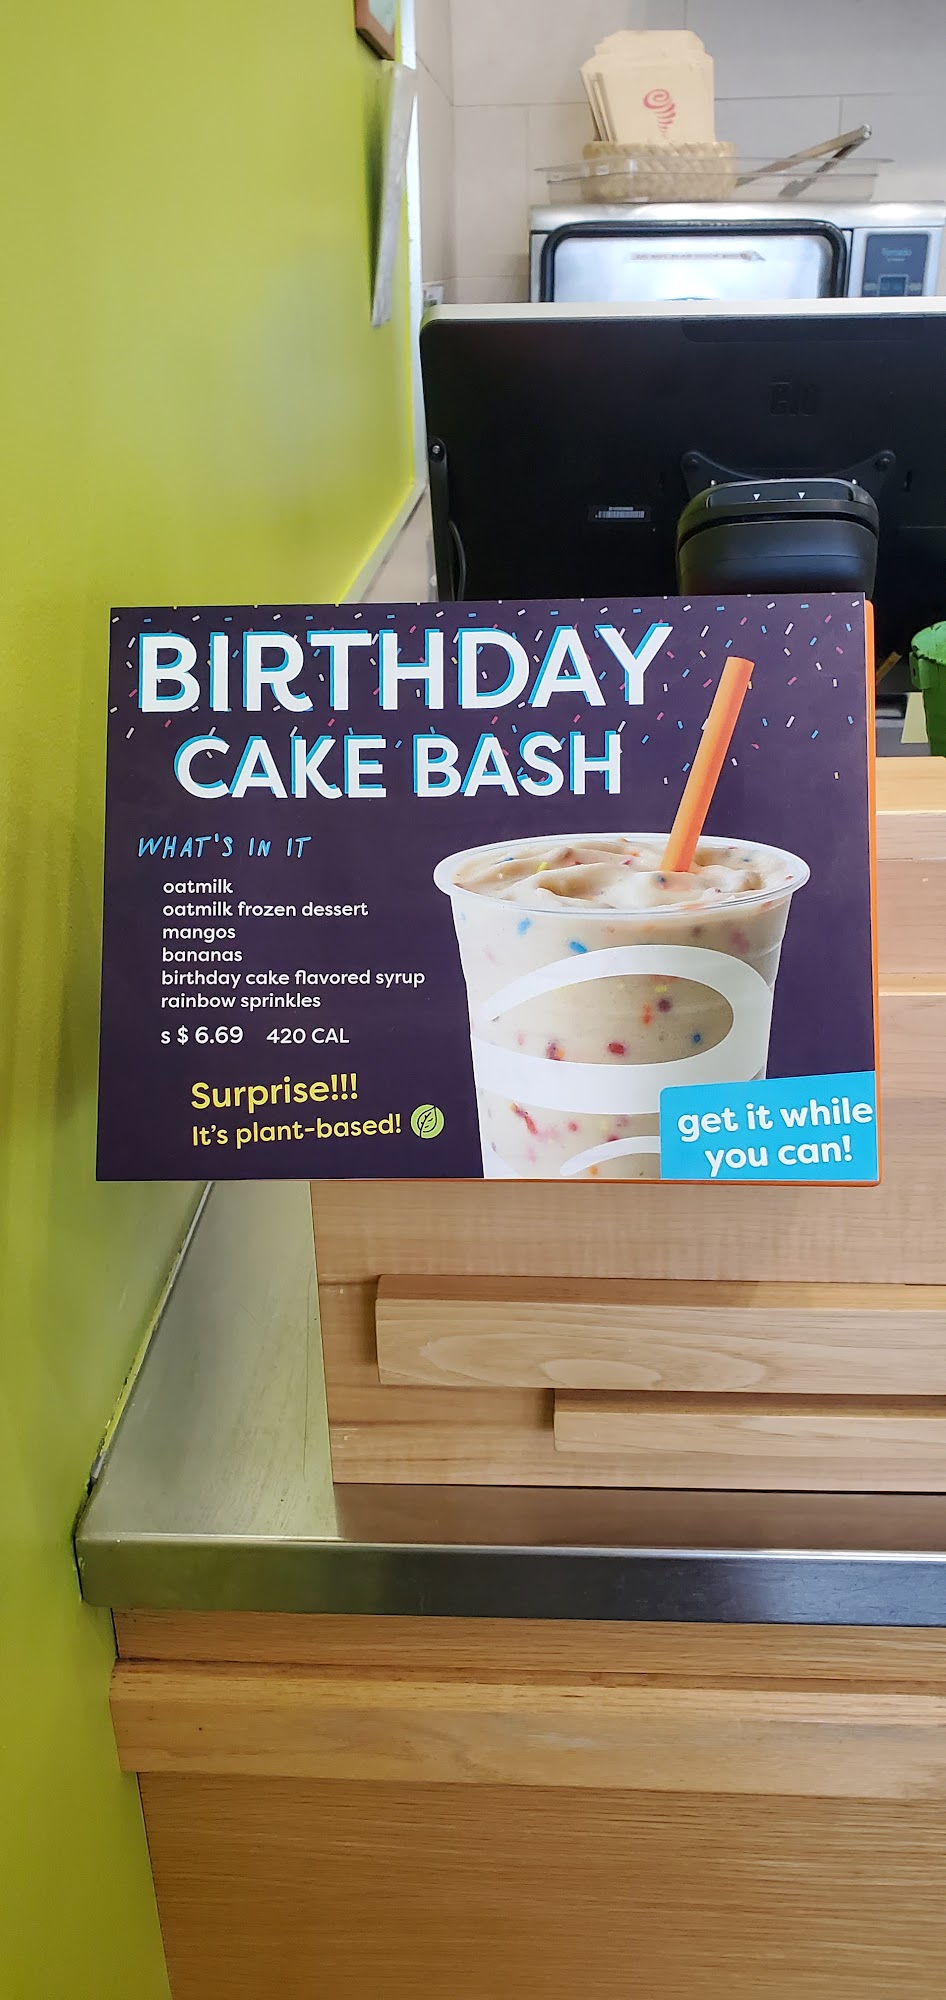 Tornado
BIRTHDAY
CAKE BASH
WHAT'S IN IT
oatmilk
oatmilk frozen dessert
mangos
bananas
birthday cake flavored syrup
rainbow sprinkles
s $ 6.69 420 CAL
Surprise!!!
It's plant-based!
get it while
you can!